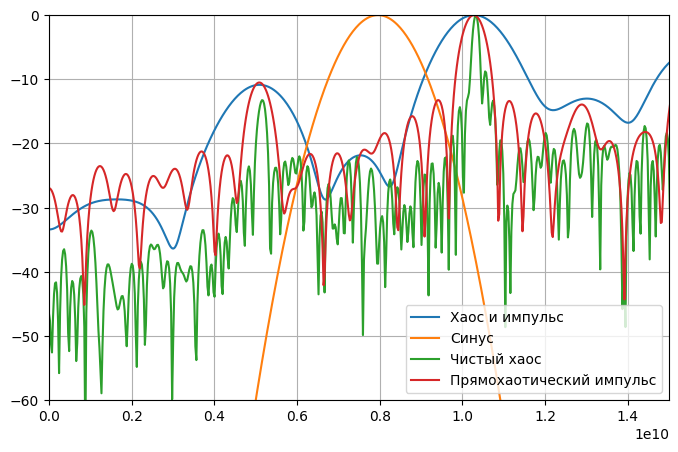 0
−10
−20
−30
−40
−50
−60
0.0 0.2 0.4 0.6 0.8 1.0 1.2 1.4
1e10
Хаос и импульс
Синус
Чистый хаос
Прямохаотический импульс